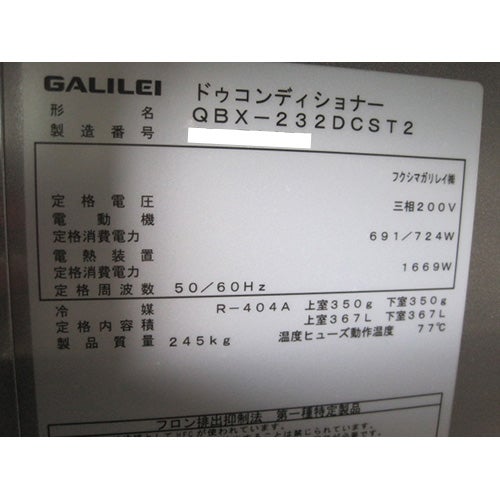 GALILEI ドゥコンディショナー
形名 QBX-232DCST2
製造番号
フクシマガリレイ㈱
定格電圧 三相200V
電動機
定格消費電力 691/724W
電熱装置
定格消費電力 1669W
定格周波数 50/60Hz
冷媒 R-404A 上室350g 下室350g
定格内容積 上室367L 下室367L
製品質量 245kg 温度ヒューズ動作温度 77℃
フロン排出抑制法 第一種特定製品